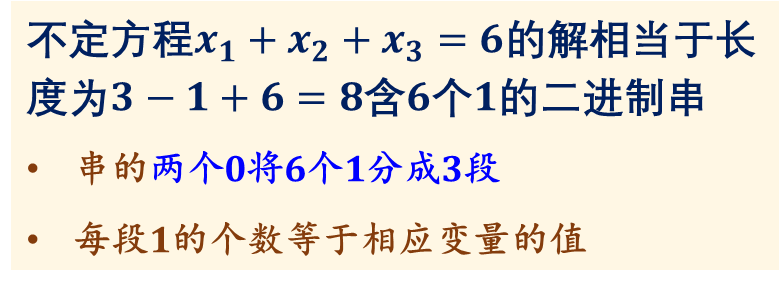 不定方程x₁ + x₂ + x₃ = 6的解相当于长
度为3 − 1 + 6 = 8含6个1的二进制串
• 串的两个0将6个1分成3段
• 每段1的个数等于相应变量的值